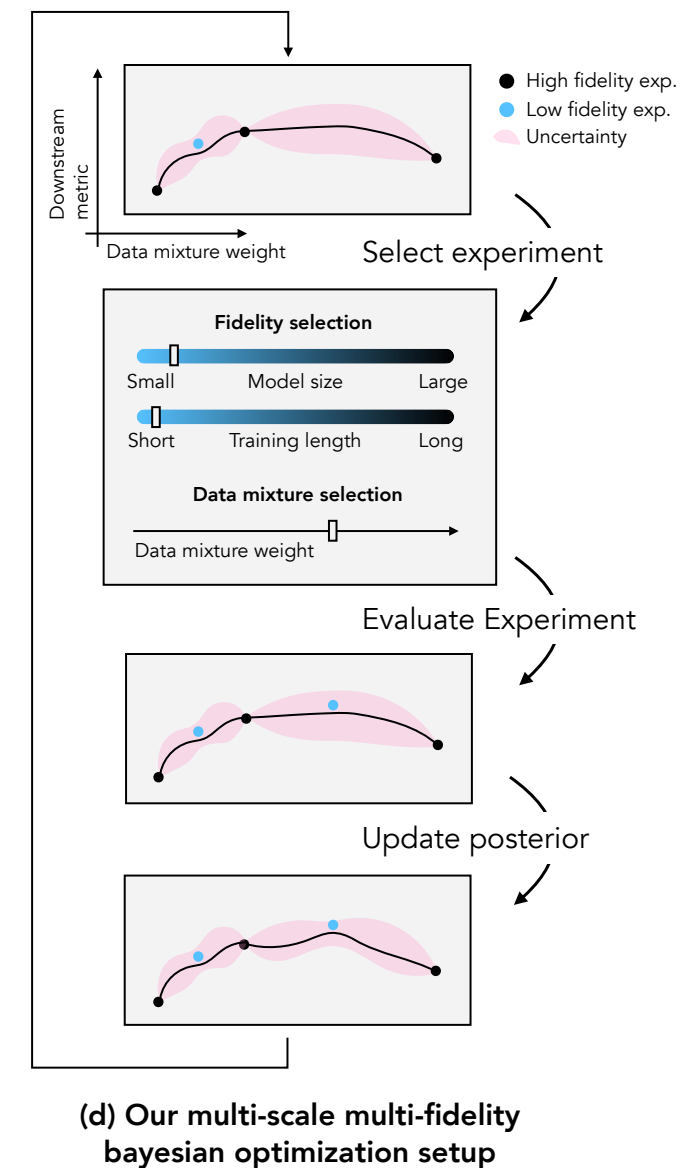 High fidelity exp.
Low fidelity exp.
Uncertainty
Downstream
metric
Data mixture weight
Select experiment
Fidelity selection
Small Model size Large
Short Training length Long
Data mixture selection
Data mixture weight
Evaluate Experiment
Update posterior
(d) Our multi-scale multi-fidelity
bayesian optimization setup